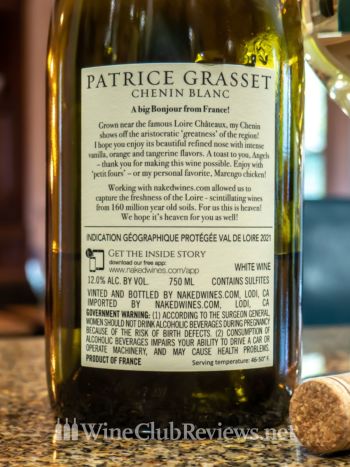 PATRICE GRASSET
CHENIN BLANC
A big Bonjour from France!
Grown near the famous Loire Châteaux, my Chenin
shows off the aristocratic 'greatness' of the region!
I hope you enjoy its beautiful refined nose with intense
vanilla, orange and tangerine flavors. A toast to you, Angels
– thank you for making this wine possible. Enjoy with
'petit fours' – or my personal favorite, Marengo chicken!
Working with nakedwines.com allowed us to
capture the freshness of the Loire - scintillating wines
from 160 million year old soils. For us this is heaven!
We hope it's heaven for you as well!
INDICATION GÉOGRAPHIQUE PROTÉGÉE VAL DE LOIRE 2021
GET THE INSIDE STORY
download our free app:
www.nakedwines.com/app
WHITE WINE
12.0% ALC. BY VOL. 750 ML CONTAINS SULFITES
VINTED AND BOTTLED BY NAKEDWINES.COM, LODI, CA
IMPORTED BY NAKEDWINES.COM, LODI, CA
GOVERNMENT WARNING: (1) ACCORDING TO THE SURGEON GENERAL,
WOMEN SHOULD NOT DRINK ALCOHOLIC BEVERAGES DURING PREGNANCY
BECAUSE OF THE RISK OF BIRTH DEFECTS. (2) CONSUMPTION OF
ALCOHOLIC BEVERAGES IMPAIRS YOUR ABILITY TO DRIVE A CAR OR
OPERATE MACHINERY, AND MAY CAUSE HEALTH PROBLEMS.
PRODUCT OF FRANCE Serving temperature: 46-50° F.
WineClubReviews.net